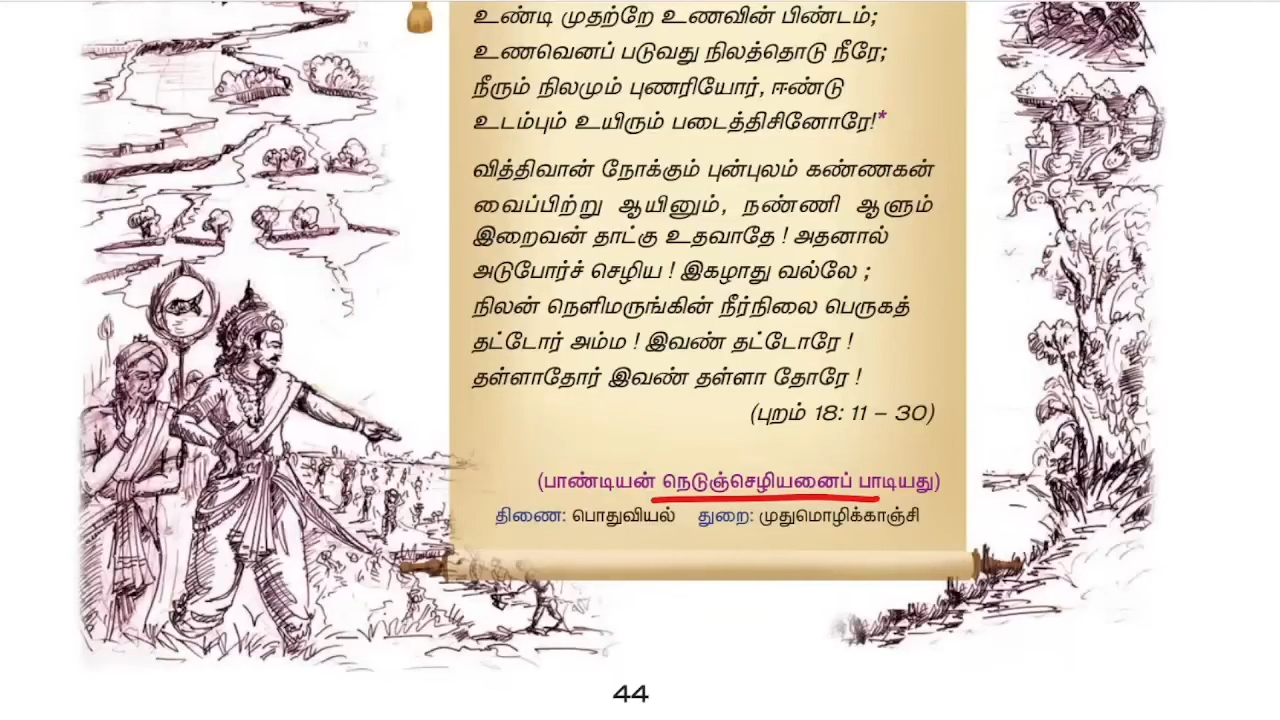 உண்டி முதற்றே உணவின் பிண்டம்;
உணவெனப் படுவது நிலத்தொடு நீரே;
நீரும் நிலமும் புணரியோர், ஈண்டு
உடம்பும் உயிரும் படைத்திசினோரே!*
வித்திவான் நோக்கும் புன்புலம் கண்ணகன்
வைப்பிற்று ஆயினும், நண்ணி ஆளும்
இறைவன் தாட்கு உதவாதே ! அதனால்
அடுபோர்ச் செழிய ! இகழாது வல்லே ;
நிலன் நெளிமருங்கின் நீர்நிலை பெருகத்
தட்டோர் அம்ம ! இவண் தட்டோரே !
தள்ளாதோர் இவண் தள்ளா தோரே !
(புறம் 18: 11 – 30)
(பாண்டியன் நெடுஞ்செழியனைப் பாடியது)
திணை: பொதுவியல் துறை: முதுமொழிக்காஞ்சி
44